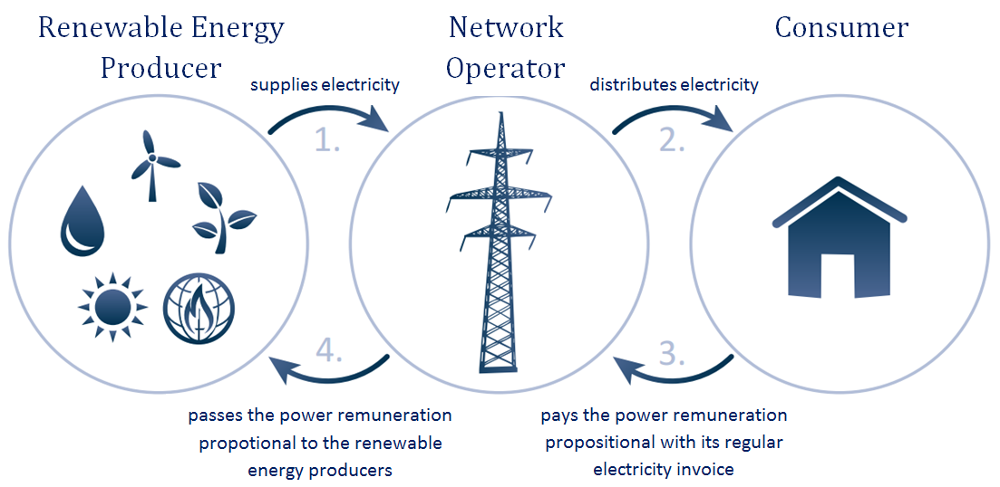 Renewable Energy
Producer
Network
Operator
Consumer
supplies electricity
distributes electricity
1.
2.
4.
3.
passes the power remuneration
propotional to the renewable
energy producers
pays the power remuneration
propositional with its regular
electricity invoice